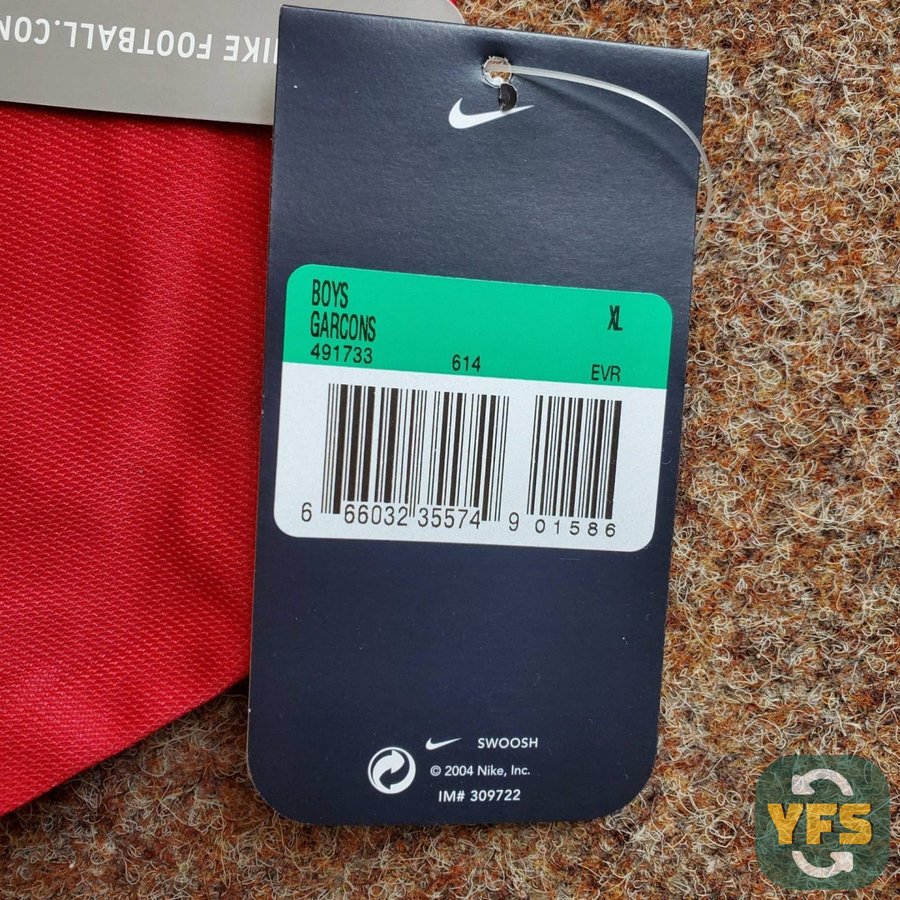 NIKE FOOTBALL.COM
BOYS
GARCONS
XL
491733 614 EVR
6 66032 35574 9 01586
SWOOSH
© 2004 Nike, Inc.
IM# 309722
YFS